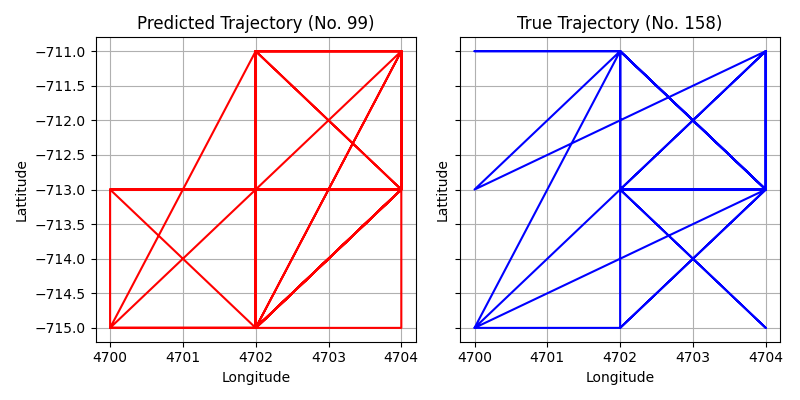 Predicted Trajectory (No. 99)
True Trajectory (No. 158)
−711.0
−711.5
−712.0
−712.5
−713.0
−713.5
−714.0
−714.5
−715.0
Lattitude
Lattitude
4700 4701 4702 4703 4704
4700 4701 4702 4703 4704
Longitude
Longitude